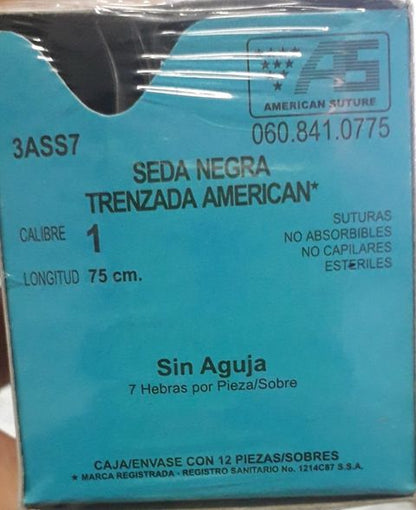 AS
AMERICAN SUTURE
060.841.0775
3ASS7
SEDA NEGRA
TRENZADA AMERICAN*
CALIBRE 1
LONGITUD 75 cm.
SUTURAS
NO ABSORBIBLES
NO CAPILARES
ESTERILES
Sin Aguja
7 Hebras por Pieza/Sobre
CAJA/ENVASE CON 12 PIEZAS/SOBRES
* MARCA REGISTRADA - REGISTRO SANITARIO No. 1214C87 S.S.A.